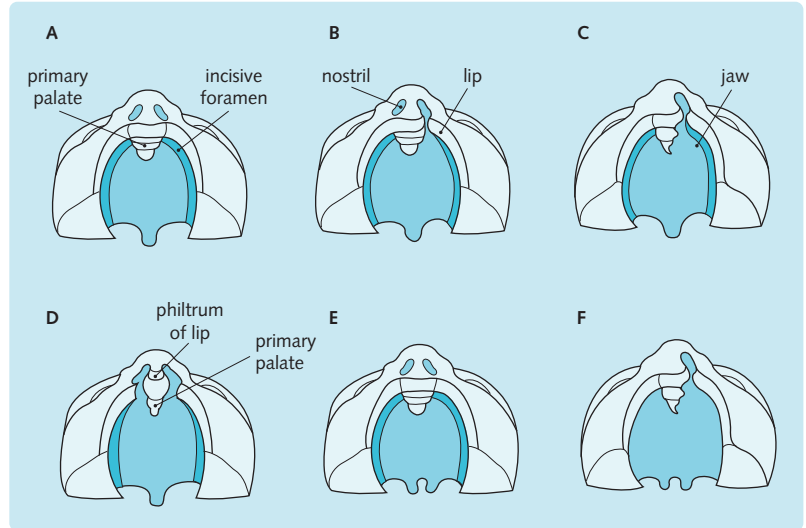 A
primary
palate
incisive
foramen
B
nostril
lip
C
jaw
D
philtrum
of lip
primary
palate
E
F